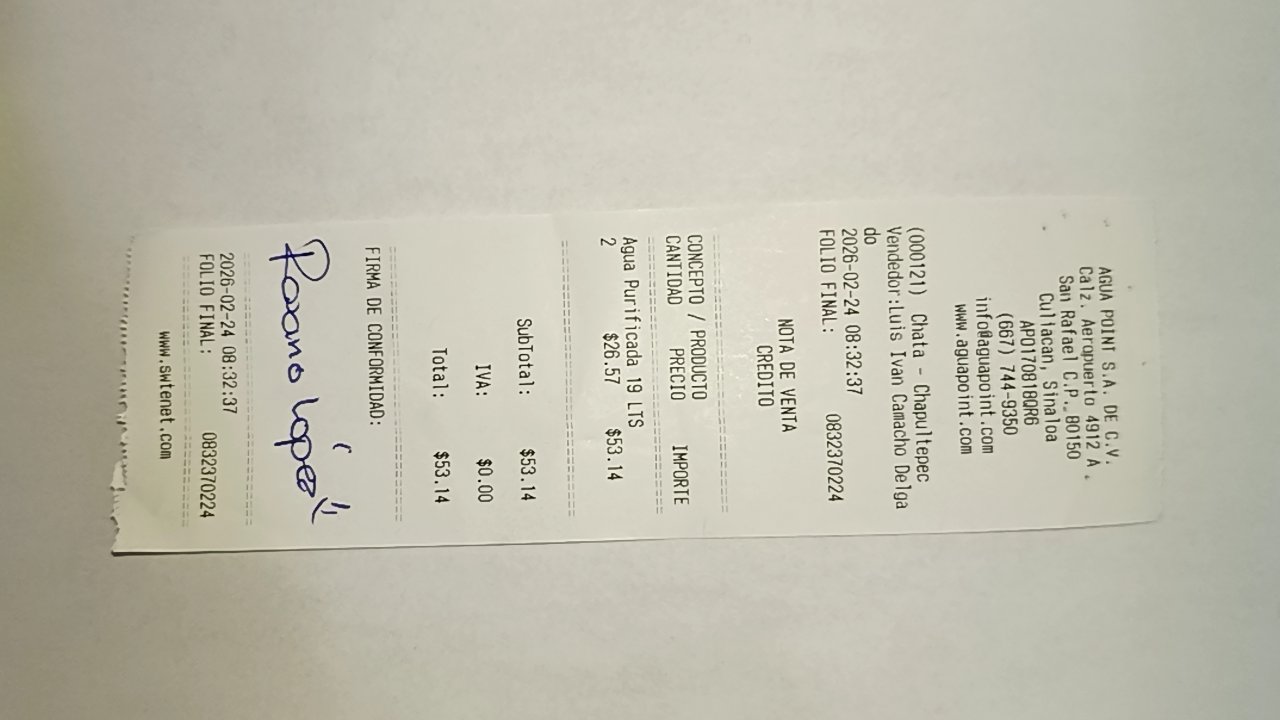 AGUA POINT S.A. DE C.V.
Calz. Aeropuerto 4912 A
San Rafael C.P. 80150
Culiacan, Sinaloa
APO170818QR6
(667) 744-9350
info@aguapoint.com
www.aguapoint.com
(000121) Chata - Chapultepec
Vendedor:Luis Ivan Camacho Delga
do
2026-02-24 08:32:37
FOLIO FINAL: 0832370224
NOTA DE VENTA
CREDITO
CONCEPTO / PRODUCTO
CANTIDAD PRECIO IMPORTE
Agua Purificada 19 LTS
2 $26.57 $53.14
SubTotal: $53.14
IVA: $0.00
Total: $53.14
FIRMA DE CONFORMIDAD:
López
2026-02-24 08:32:37
FOLIO FINAL: 0832370224
www.swtenet.com